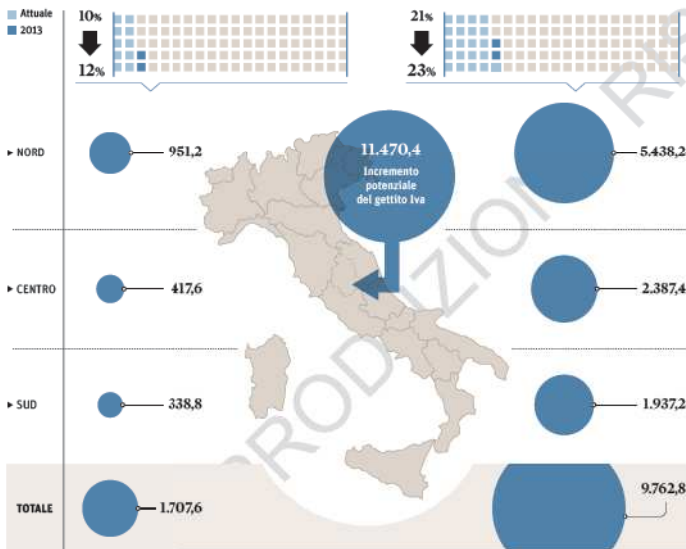 Attuale
2013
10%
12%
21%
23%
NORD
951,2
11.470,4
Incremento
potenziale
del gettito Iva
5.438,2
CENTRO
417,6
2.387,4
SUD
338,8
1.937,2
TOTALE
1.707,6
9.762,8
RODIZION RIS